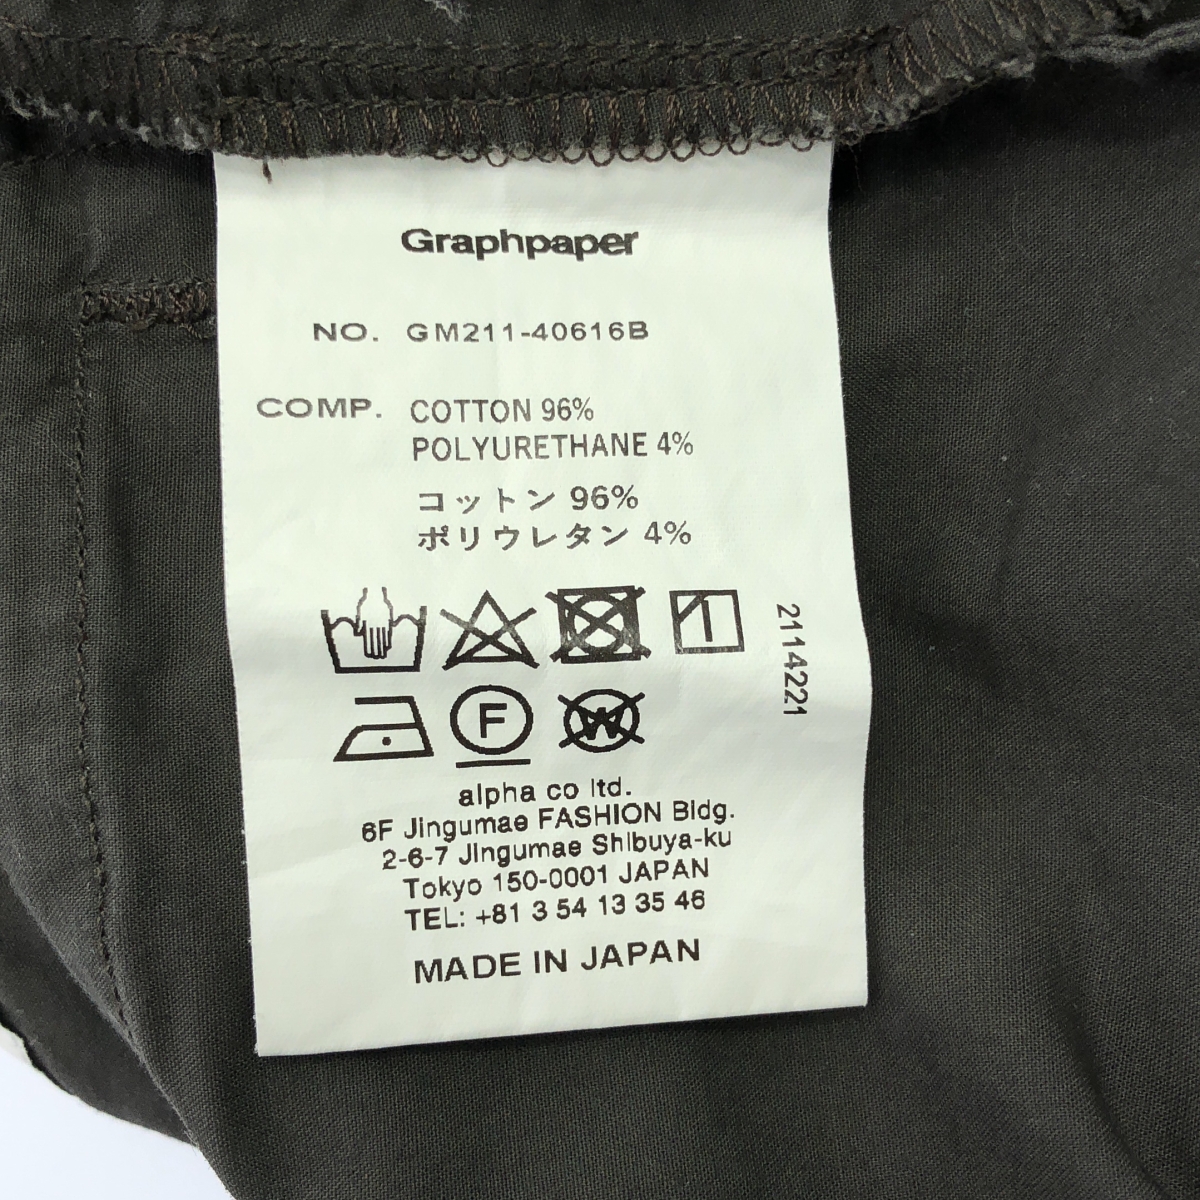 Graphpaper
NO. GM211-40616B
COMP. COTTON 96%
POLYURETHANE 4%
コットン 96%
ポリウレタン 4%
2114221
F
W
alpha co ltd.
6F Jingumae FASHION Bldg.
2-6-7 Jingumae Shibuya-ku
Tokyo 150-0001 JAPAN
TEL: +81 3 54 13 35 46
MADE IN JAPAN